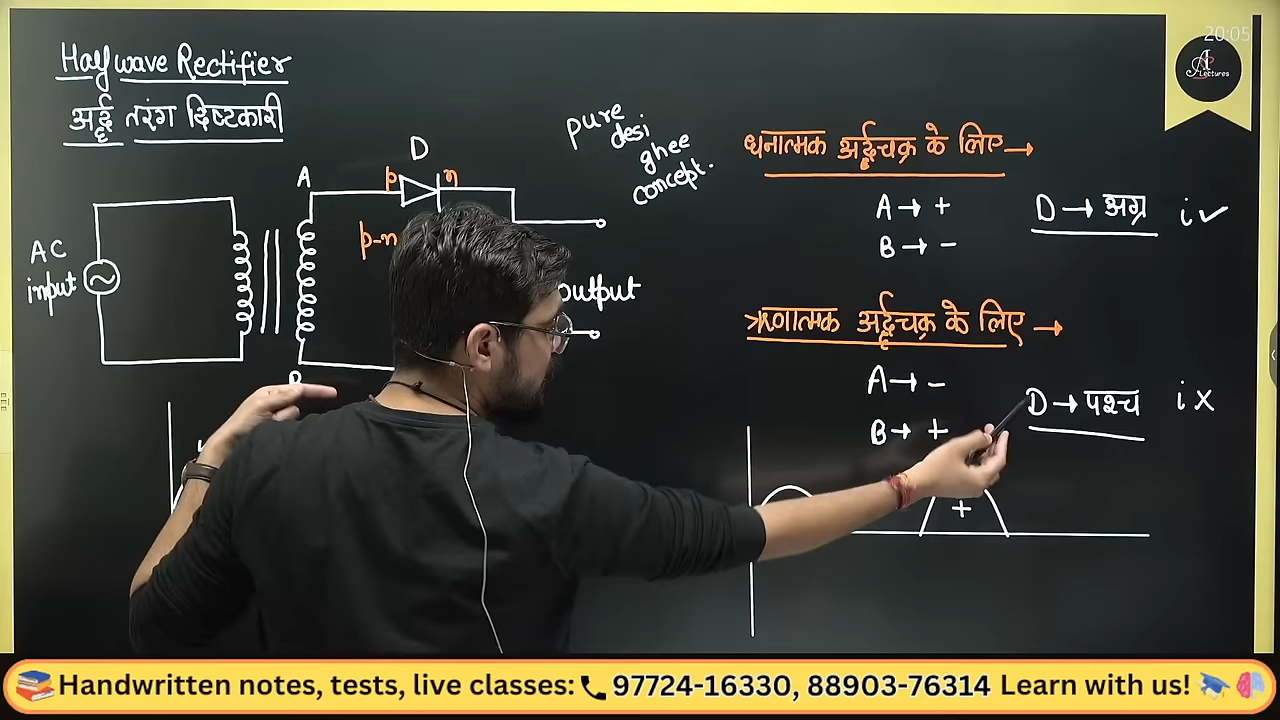 Halfwave Rectifier
अर्द्ध तरंग दिष्टकारी
20:05
A
Lectures
pure
desi
ghee
concept.
D
A
p
n
p-n
AC
input
output
B
धनात्मक अर्द्धचक्र के लिए →
A → +
B → -
D → अग्र
i ✓
ऋणात्मक अर्द्धचक्र के लिए →
A → -
B → +
D → पश्च
i X
+
Handwritten notes, tests, live classes: 97724-16330, 88903-76314 Learn with us!